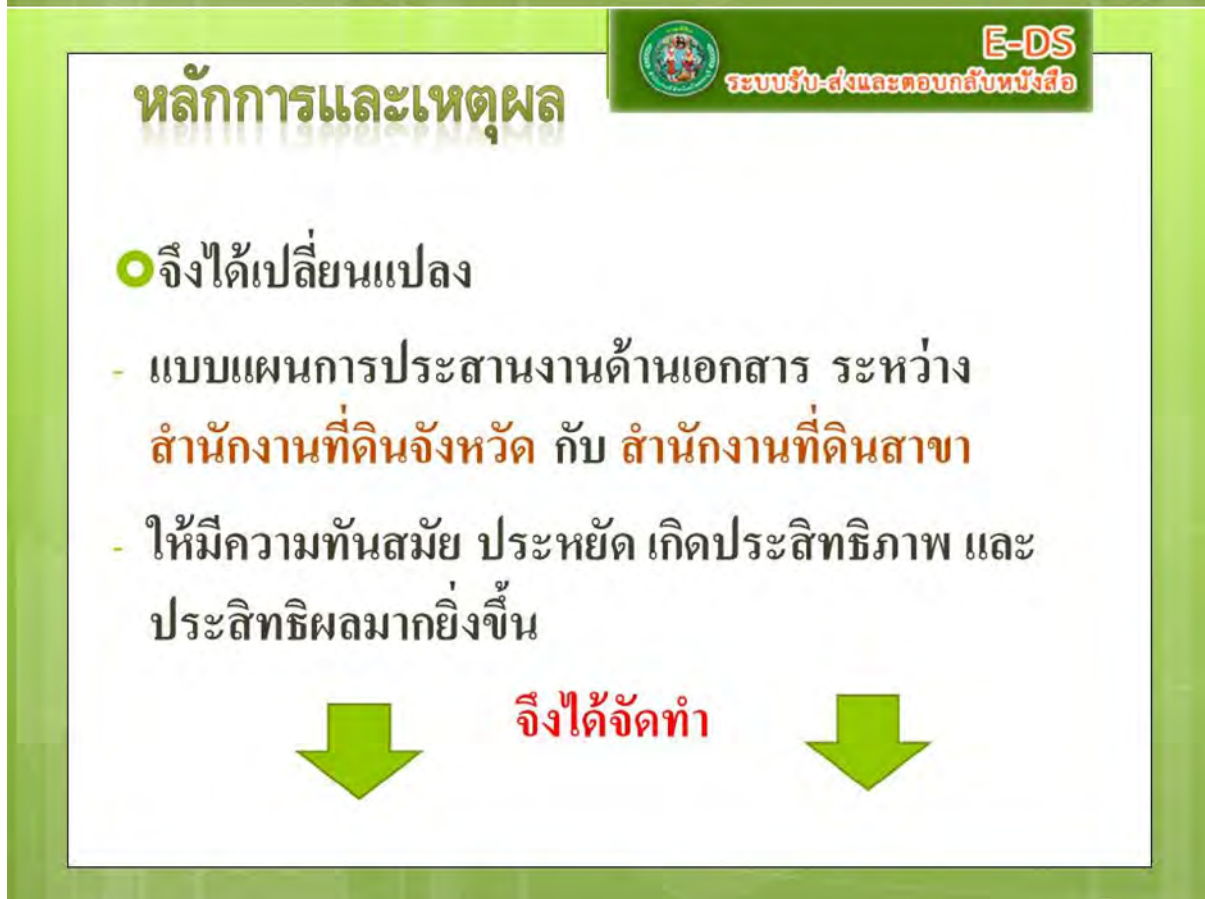 E-DS
ระบบรับ-ส่งและตอบกลับหนังสือ
หลักการและเหตุผล
จึงได้เปลี่ยนแปลง
- แบบแผนการประสานงานด้านเอกสาร ระหว่าง
สำนักงานที่ดินจังหวัด กับ สำนักงานที่ดินสาขา
- ให้มีความทันสมัย ประหยัด เกิดประสิทธิภาพ และ
ประสิทธิผลมากยิ่งขึ้น
จึงได้จัดทำ